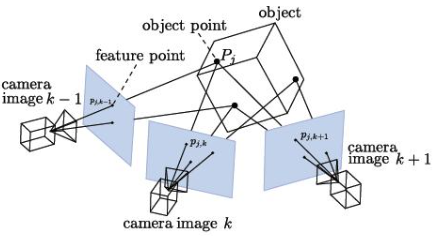 object
object point
P_j
feature point
camera
image k − 1
p_{j,k−1}
p_{j,k}
p_{j,k+1}
camera
image k + 1
camera image k